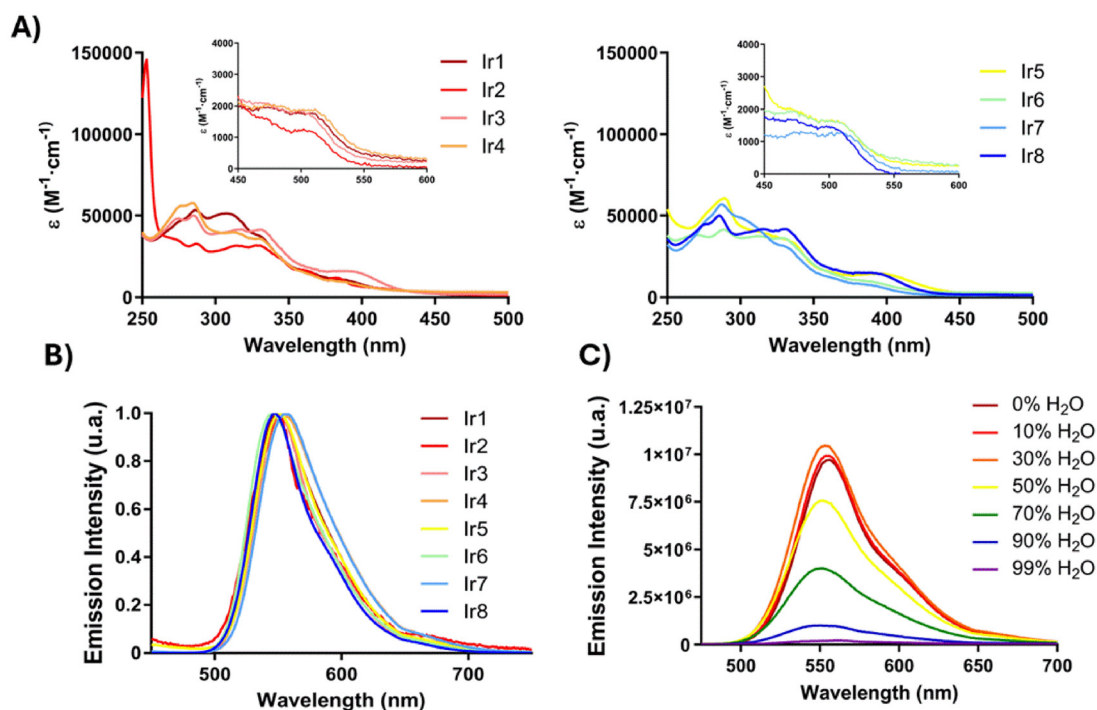 A)
150000
100000
50000
0
ε (M⁻¹·cm⁻¹)
250 300 350 400 450 500
Wavelength (nm)
4000
3000
2000
1000
0
ε (M⁻¹·cm⁻¹)
450 500 550 600
Ir1
Ir2
Ir3
Ir4
150000
100000
50000
0
ε (M⁻¹·cm⁻¹)
250 300 350 400 450 500
Wavelength (nm)
4000
3000
2000
1000
0
ε (M⁻¹·cm⁻¹)
450 500 550 600
Ir5
Ir6
Ir7
Ir8
B)
1.0
0.8
0.6
0.4
0.2
0
Emission Intensity (u.a.)
500 600 700
Wavelength (nm)
Ir1
Ir2
Ir3
Ir4
Ir5
Ir6
Ir7
Ir8
C)
1.25×10⁷
1×10⁷
7.5×10⁶
5×10⁶
2.5×10⁶
0
Emission Intensity (u.a.)
500 550 600 650 700
Wavelength (nm)
0% H₂O
10% H₂O
30% H₂O
50% H₂O
70% H₂O
90% H₂O
99% H₂O